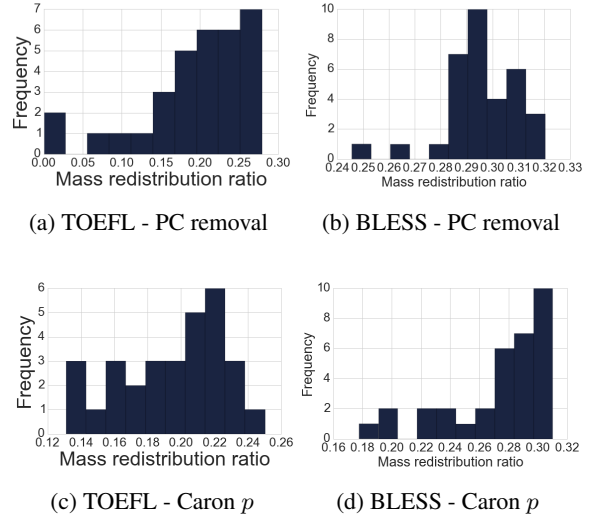 7
6
5
4
3
2
1
0
Frequency
0.00 0.05 0.10 0.15 0.20 0.25 0.30
Mass redistribution ratio
(a) TOEFL - PC removal
10
8
6
4
2
0
Frequency
0.24 0.25 0.26 0.27 0.28 0.29 0.30 0.31 0.32 0.33
Mass redistribution ratio
(b) BLESS - PC removal
6
5
4
3
2
1
0
Frequency
0.12 0.14 0.16 0.18 0.20 0.22 0.24 0.26
Mass redistribution ratio
(c) TOEFL - Caron p
10
8
6
4
2
0
Frequency
0.16 0.18 0.20 0.22 0.24 0.26 0.28 0.30 0.32
Mass redistribution ratio
(d) BLESS - Caron p